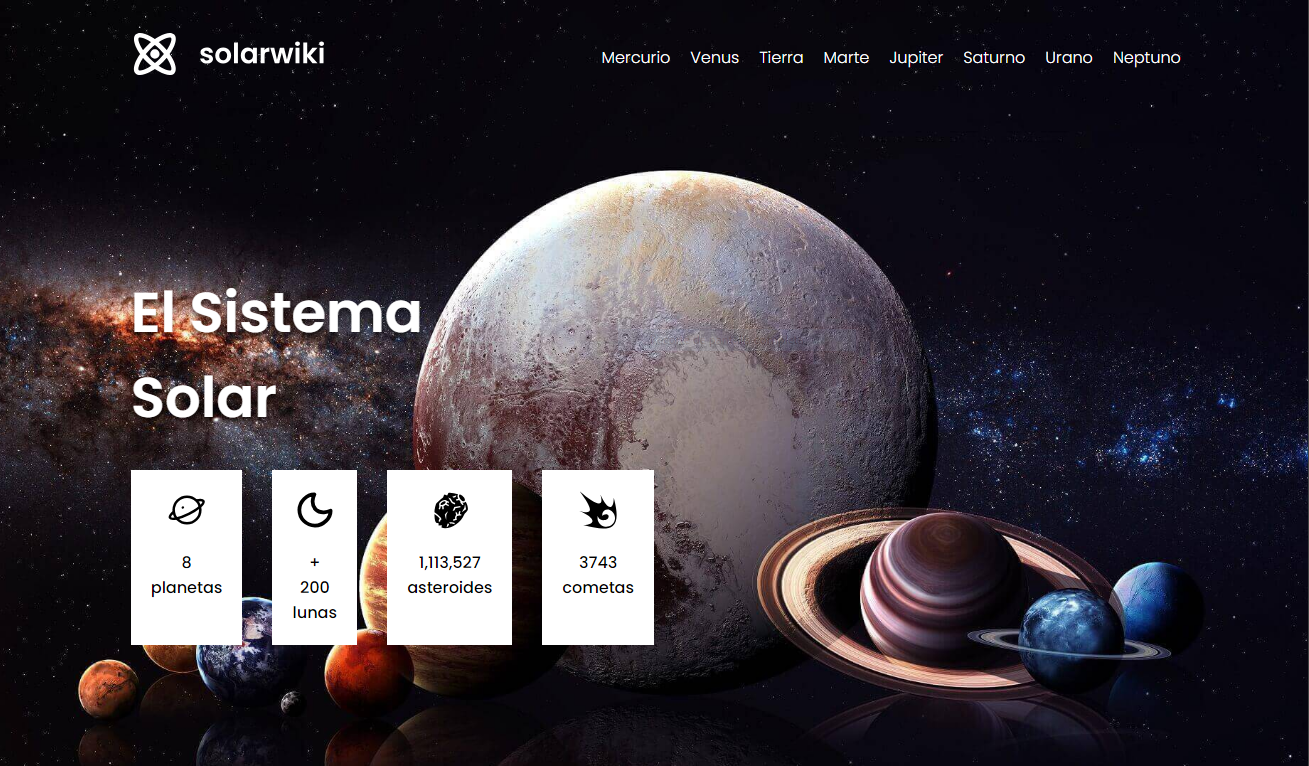 solarwiki
Mercurio Venus Tierra Marte Jupiter Saturno Urano Neptuno
El Sistema
Solar
8
planetas
+
200
lunas
1,113,527
asteroides
3743
cometas